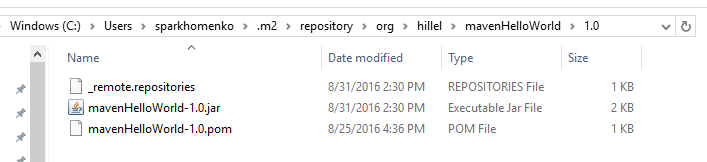 Windows (C:) > Users > sparkhomenko > .m2 > repository > org > hillel > mavenHelloWorld > 1.0
Name Date modified Type Size
_remote.repositories 8/31/2016 2:30 PM REPOSITORIES File 1 KB
mavenHelloWorld-1.0.jar 8/31/2016 2:30 PM Executable Jar File 2 KB
mavenHelloWorld-1.0.pom 8/25/2016 4:36 PM POM File 1 KB